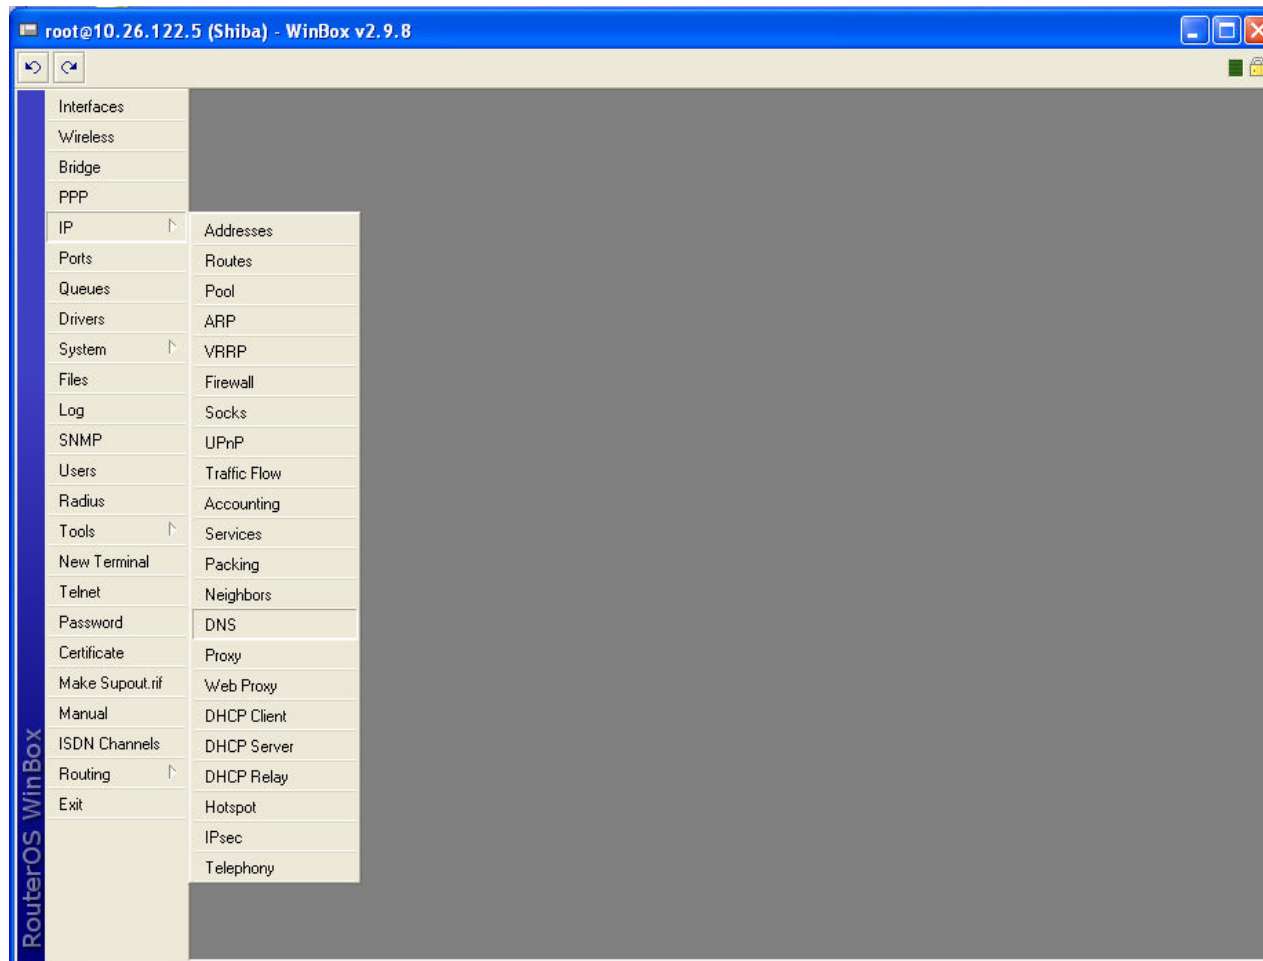 root@10.26.122.5 (Shiba) - WinBox v2.9.8
Interfaces
Wireless
Bridge
PPP
IP
Ports
Queues
Drivers
System
Files
Log
SNMP
Users
Radius
Tools
New Terminal
Telnet
Password
Certificate
Make Supout.rif
Manual
ISDN Channels
Routing
Exit
Addresses
Routes
Pool
ARP
VRRP
Firewall
Socks
UPnP
Traffic Flow
Accounting
Services
Packing
Neighbors
DNS
Proxy
Web Proxy
DHCP Client
DHCP Server
DHCP Relay
Hotspot
IPsec
Telephony
RouterOS WinBox